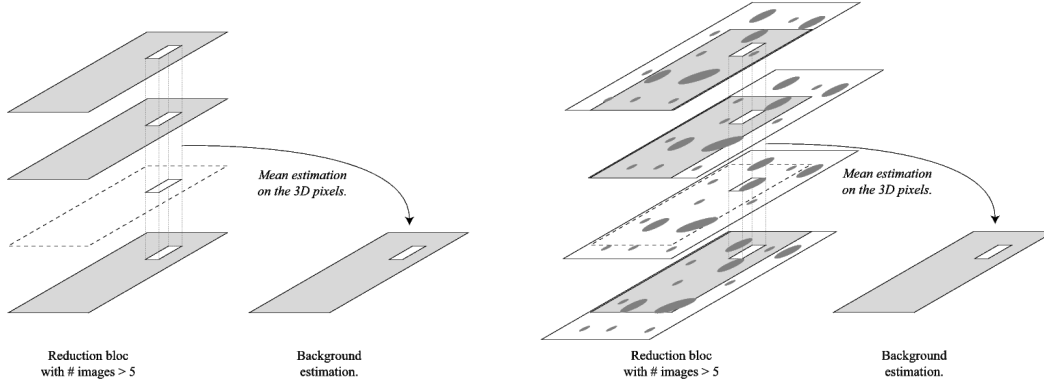 Mean estimation
on the 3D pixels.
Reduction bloc
with # images > 5
Background
estimation.
Mean estimation
on the 3D pixels.
Reduction bloc
with # images > 5
Background
estimation.